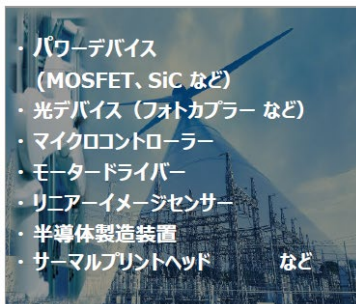 ・パワーデバイス
（MOSFET、SiC など）
・光デバイス（フォトカプラー など）
・マイクロコントローラー
・モータードライバー
・リニアーイメージセンサー
・半導体製造装置
・サーマルプリントヘッド　　　など